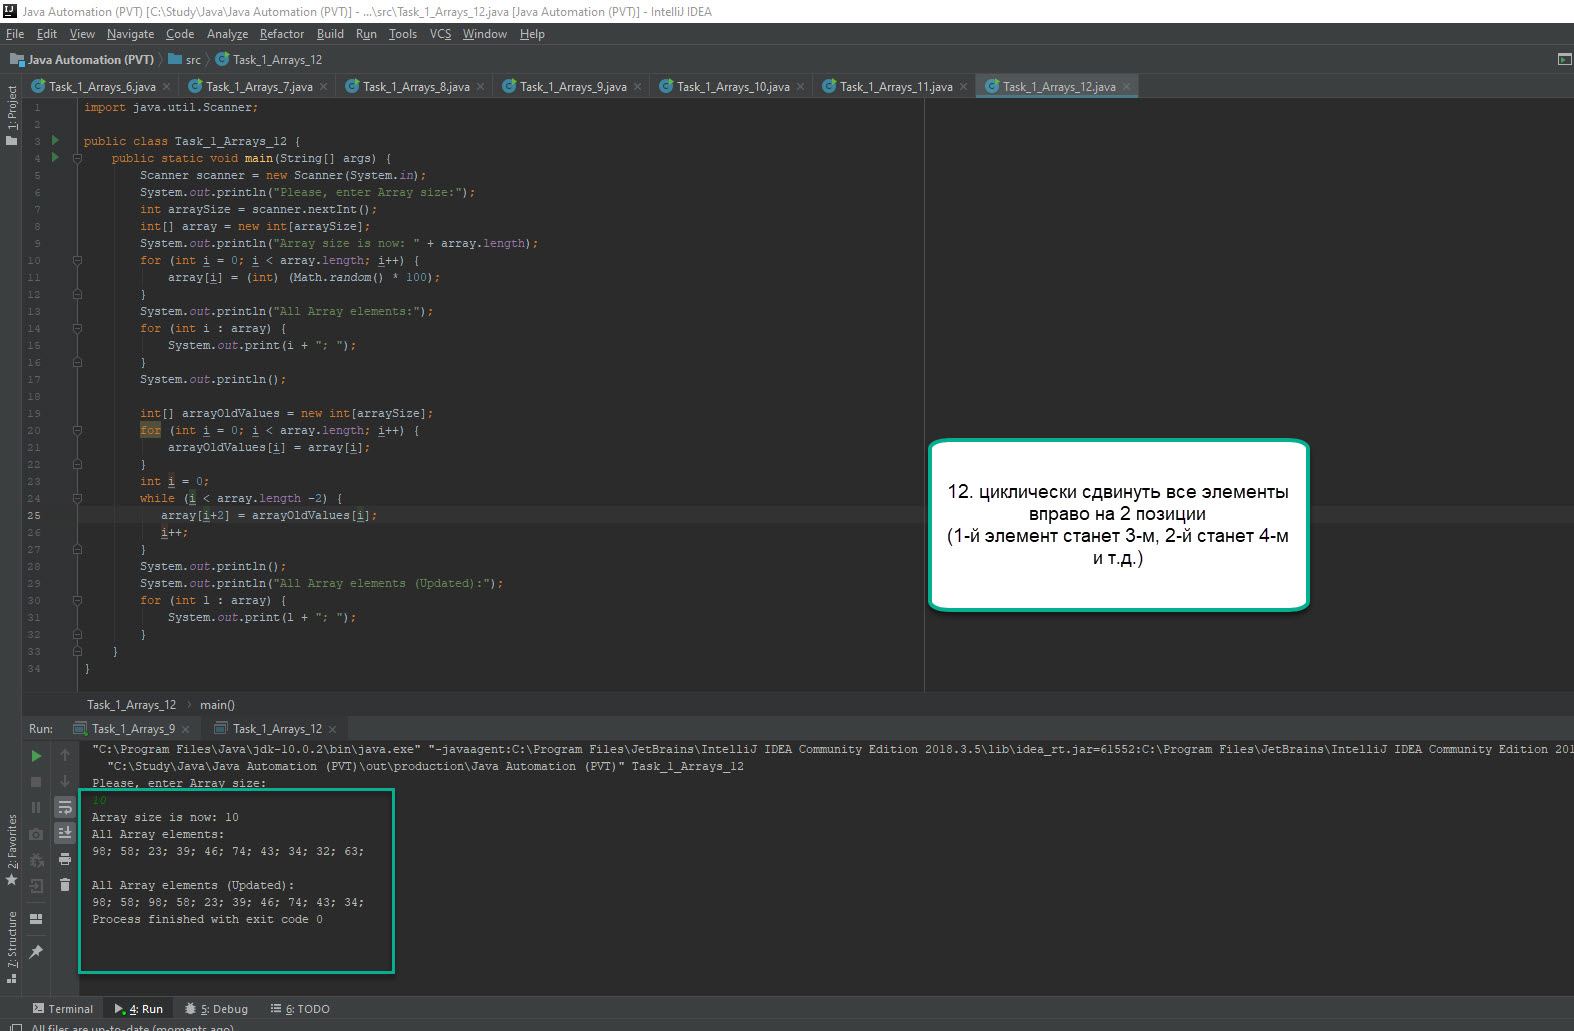 Java Automation (PVT) [C:\Study\Java\Java Automation (PVT)] - ...\src\Task_1_Arrays_12.java [Java Automation (PVT)] - IntelliJ IDEA
File Edit View Navigate Code Analyze Refactor Build Run Tools VCS Window Help
Java Automation (PVT) src Task_1_Arrays_12
Task_1_Arrays_6.java Task_1_Arrays_7.java Task_1_Arrays_8.java Task_1_Arrays_9.java Task_1_Arrays_10.java Task_1_Arrays_11.java Task_1_Arrays_12.java
1: Project
1 import java.util.Scanner;
2
3 public class Task_1_Arrays_12 {
4 public static void main(String[] args) {
5 Scanner scanner = new Scanner(System.in);
6 System.out.println("Please, enter Array size:");
7 int arraySize = scanner.nextInt();
8 int[] array = new int[arraySize];
9 System.out.println("Array size is now: " + array.length);
10 for (int i = 0; i < array.length; i++) {
11 array[i] = (int) (Math.random() * 100);
12 }
13 System.out.println("All Array elements:");
14 for (int i : array) {
15 System.out.print(i + "; ");
16 }
17 System.out.println();
18
19 int[] arrayOldValues = new int[arraySize];
20 for (int i = 0; i < array.length; i++) {
21 arrayOldValues[i] = array[i];
22 }
23 int i = 0;
24 while (i < array.length -2) {
25 array[i+2] = arrayOldValues[i];
26 i++;
27 }
28 System.out.println();
29 System.out.println("All Array elements (Updated):");
30 for (int l : array) {
31 System.out.print(l + "; ");
32 }
33 }
34 }
12. циклически сдвинуть все элементы
вправо на 2 позиции
(1-й элемент станет 3-м, 2-й станет 4-м
и т.д.)
Task_1_Arrays_12 main()
Run: Task_1_Arrays_9 Task_1_Arrays_12
"C:\Program Files\Java\jdk-10.0.2\bin\java.exe" "-javaagent:C:\Program Files\JetBrains\IntelliJ IDEA Community Edition 2018.3.5\lib\idea_rt.jar=61552:C:\Program Files\JetBrains\IntelliJ IDEA Community Edition 201
"C:\Study\Java\Java Automation (PVT)\out\production\Java Automation (PVT)" Task_1_Arrays_12
Please, enter Array size:
10
Array size is now: 10
All Array elements:
98; 58; 23; 39; 46; 74; 43; 34; 32; 63;
All Array elements (Updated):
98; 58; 98; 58; 23; 39; 46; 74; 43; 34;
Process finished with exit code 0
2: Favorites
7: Structure
Terminal 4: Run 5: Debug 6: TODO
All files are up-to-date (moments ago)